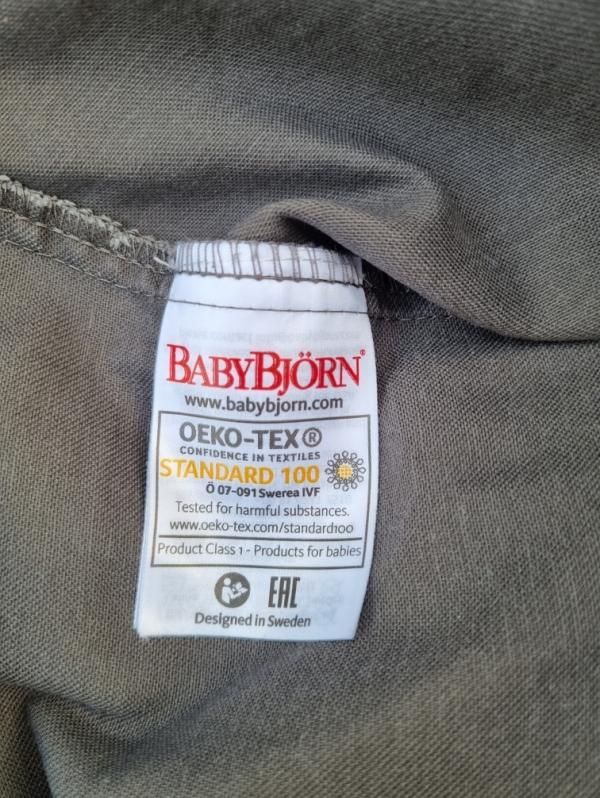 BABYBJÖRN®
www.babybjorn.com
OEKO-TEX®
CONFIDENCE IN TEXTILES
STANDARD 100
Ö 07-091 Swerea IVF
Tested for harmful substances.
www.oeko-tex.com/standard100
Product Class 1 - Products for babies
EAC
Designed in Sweden